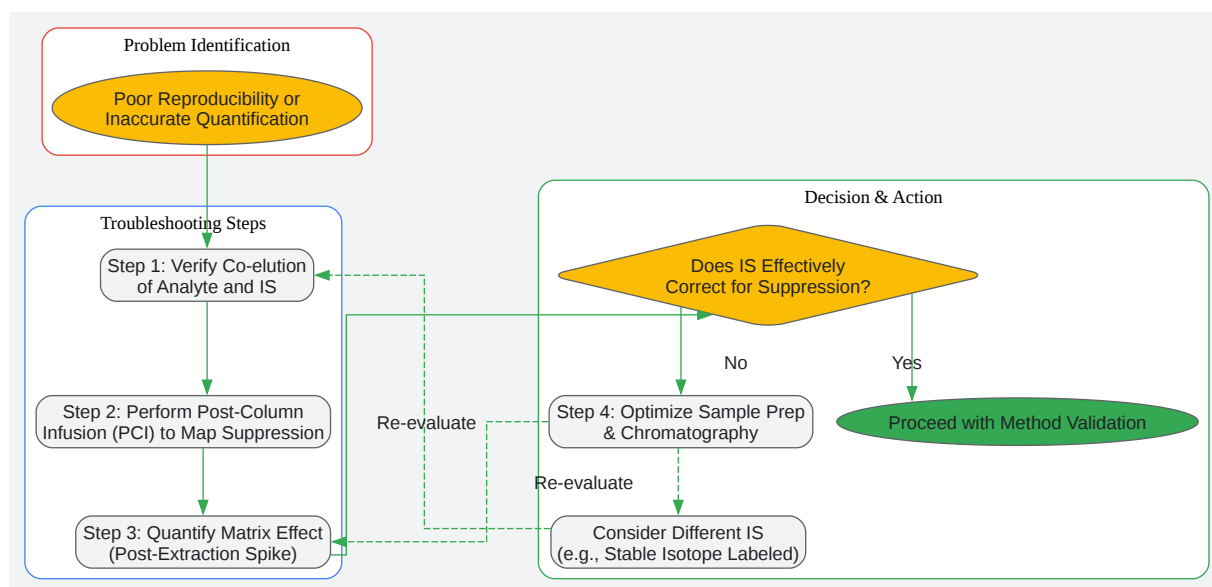 Problem Identification
Poor Reproducibility or
Inaccurate Quantification
Troubleshooting Steps
Step 1: Verify Co-elution
of Analyte and IS
Step 2: Perform Post-Column
Infusion (PCI) to Map Suppression
Step 3: Quantify Matrix Effect
(Post-Extraction Spike)
Decision & Action
Does IS Effectively
Correct for Suppression?
No
Yes
Step 4: Optimize Sample Prep
& Chromatography
Proceed with Method Validation
Re-evaluate
Re-evaluate
Consider Different IS
(e.g., Stable Isotope Labeled)